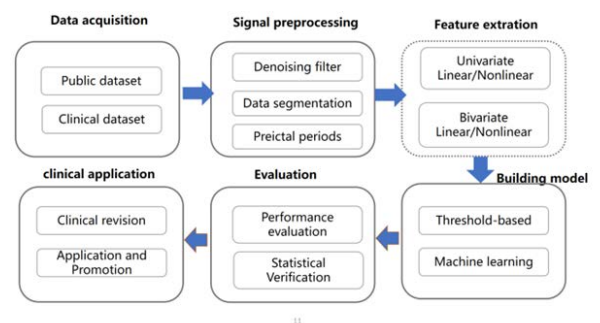 Data acquisition
Public dataset
Clinical dataset
Signal preprocessing
Denoising filter
Data segmentation
Preictal periods
Feature extration
Univariate
Linear/Nonlinear
Bivariate
Linear/Nonlinear
Building model
Threshold-based
Machine learning
Evaluation
Performance
evaluation
Statistical
Verification
clinical application
Clinical revision
Application and
Promotion